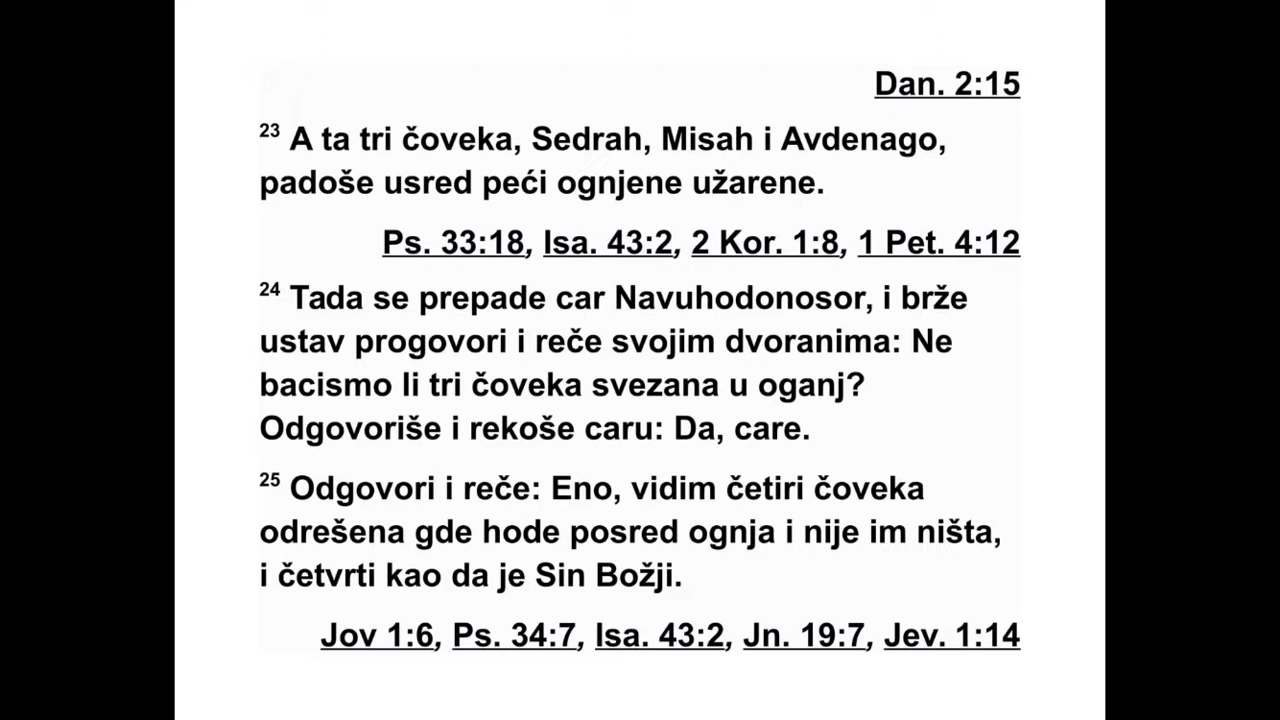 Dan. 2:15
23 A ta tri čoveka, Sedrah, Misah i Avdenago,
padoše usred peći ognjene užarene.
Ps. 33:18, Isa. 43:2, 2 Kor. 1:8, 1 Pet. 4:12
24 Tada se prepade car Navuhodonosor, i brže
ustav progovori i reče svojim dvoranima: Ne
bacismo li tri čoveka svezana u oganj?
Odgovoriše i rekoše caru: Da, care.
25 Odgovori i reče: Eno, vidim četiri čoveka
odrešena gde hode posred ognja i nije im ništa,
i četvrti kao da je Sin Božji.
Jov 1:6, Ps. 34:7, Isa. 43:2, Jn. 19:7, Jev. 1:14